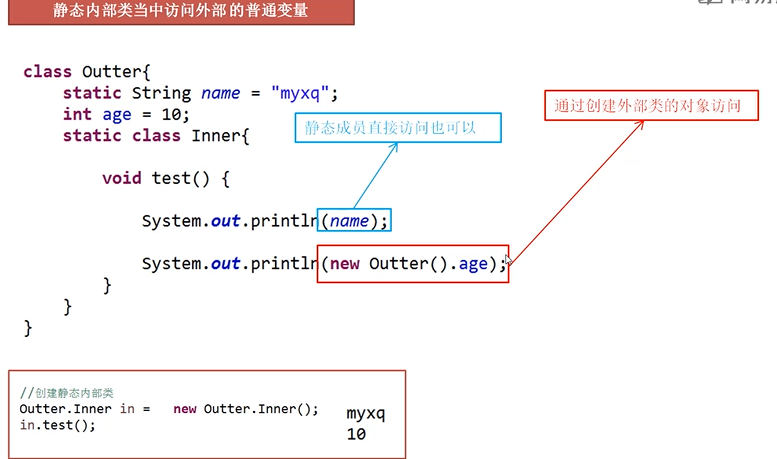 静态内部类当中访问外部的普通变量
class Outter{
static String name = "myxq";
int age = 10;
static class Inner{
静态成员直接访问也可以
通过创建外部类的对象访问
void test() {
System.out.println(name);
System.out.println(new Outter().age);
}
}
}
//创建静态内部类
Outter.Inner in = new Outter.Inner();
in.test();
myxq
10